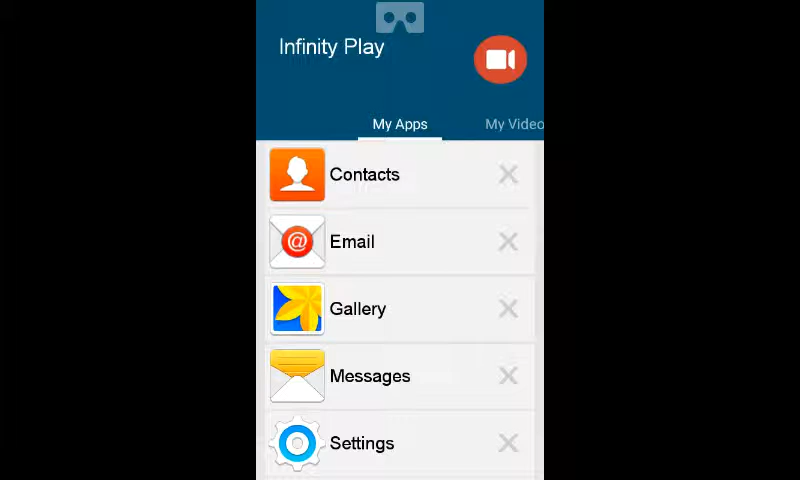 Infinity Play
My Apps
My Video
Contacts
@
Email
Gallery
Messages
Settings